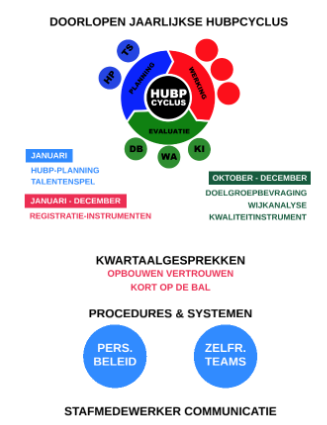 DOORLOPEN JAARLIJKSE HUBPCYCLUS
TS
HP
PLANNING
WERKING
HUBP
CYCLUS
EVALUATIE
DB
WA
KI
JANUARI
HUBP-PLANNING
TALENTENSPEL
JANUARI - DECEMBER
REGISTRATIE-INSTRUMENTEN
OKTOBER - DECEMBER
DOELGROEPBEVRAGING
WIJKANALYSE
KWALITEITINSTRUMENT
KWARTAALGESPREKKEN
OPBOUWEN VERTROUWEN
KORT OP DE BAL
PROCEDURES & SYSTEMEN
PERS.
BELEID
ZELFR.
TEAMS
STAFMEDEWERKER COMMUNICATIE